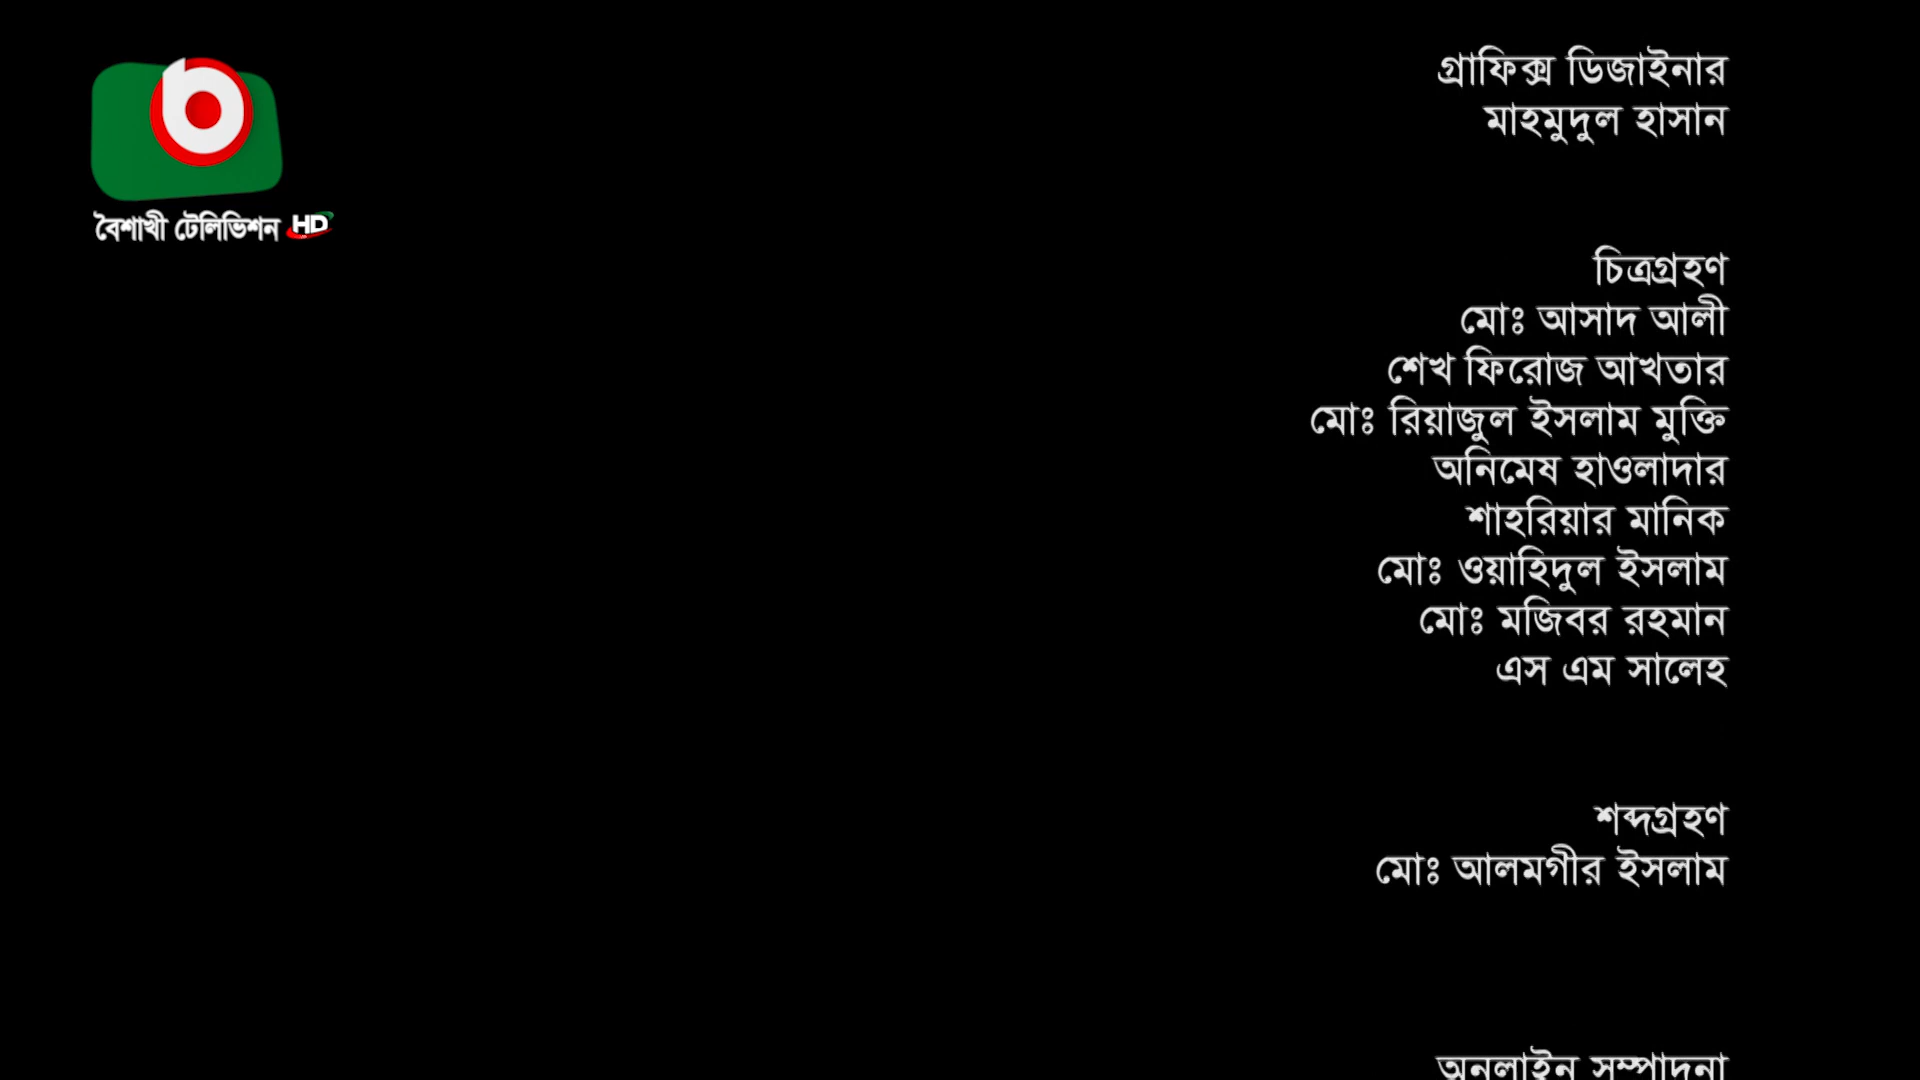 বৈশাখী টেলিভিশন HD
গ্রাফিক্স ডিজাইনার
মাহমুদুল হাসান
চিত্রগ্রহণ
মোঃ আসাদ আলী
শেখ ফিরোজ আখতার
মোঃ রিয়াজুল ইসলাম মুক্তি
অনিমেষ হাওলাদার
শাহরিয়ার মানিক
মোঃ ওয়াহিদুল ইসলাম
মোঃ মজিবর রহমান
এস এম সালেহ
শব্দগ্রহণ
মোঃ আলমগীর ইসলাম
অনলাইন সম্পাদনা